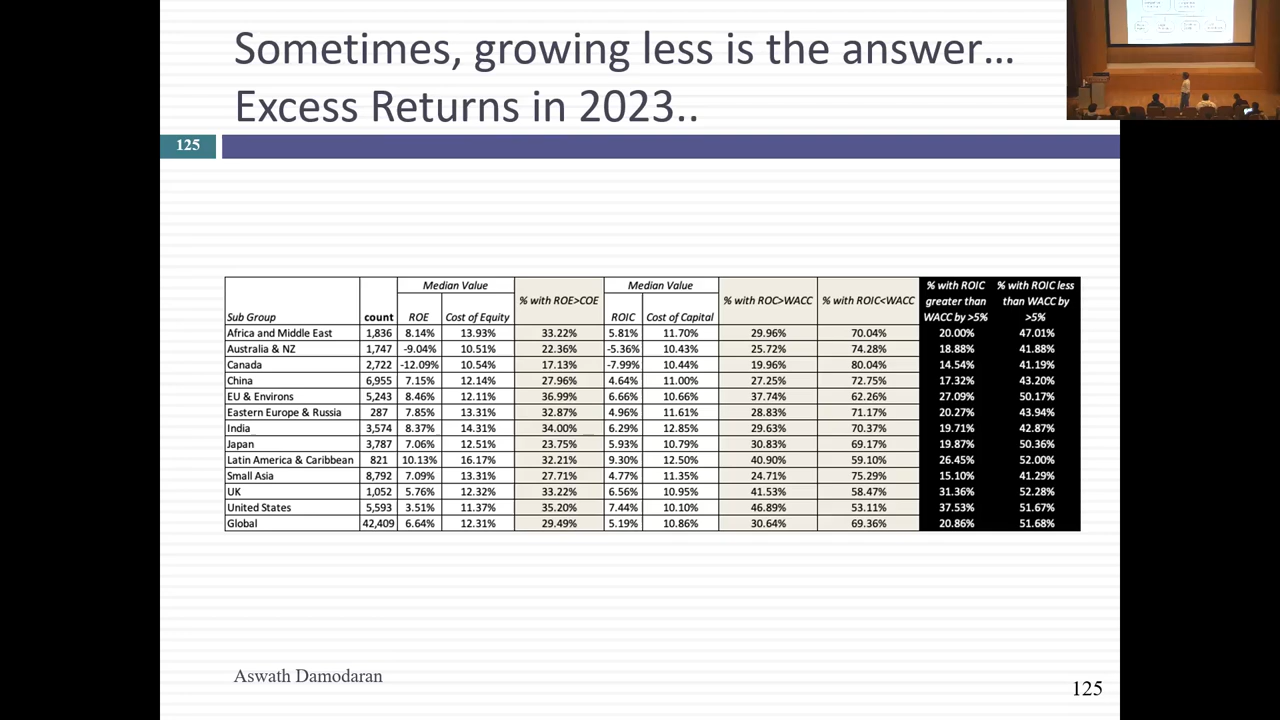 Sometimes, growing less is the answer…
Excess Returns in 2023..
125
Median Value Median Value % with ROIC % with ROIC less
% with ROE>COE % with ROC>WACC % with ROIC<WACC greater than than WACC by
Sub Group count ROE Cost of Equity ROIC Cost of Capital WACC by >5% >5%
Africa and Middle East 1,836 8.14% 13.93% 33.22% 5.81% 11.70% 29.96% 70.04% 20.00% 47.01%
Australia & NZ 1,747 -9.04% 10.51% 22.36% -5.36% 10.43% 25.72% 74.28% 18.88% 41.88%
Canada 2,722 -12.09% 10.54% 17.13% -7.99% 10.44% 19.96% 80.04% 14.54% 41.19%
China 6,955 7.15% 12.14% 27.96% 4.64% 11.00% 27.25% 72.75% 17.32% 43.20%
EU & Environs 5,243 8.46% 12.11% 36.99% 6.66% 10.66% 37.74% 62.26% 27.09% 50.17%
Eastern Europe & Russia 287 7.85% 13.31% 32.87% 4.96% 11.61% 28.83% 71.17% 20.27% 43.94%
India 3,574 8.37% 14.31% 34.00% 6.29% 12.85% 29.63% 70.37% 19.71% 42.87%
Japan 3,787 7.06% 12.51% 23.75% 5.93% 10.79% 30.83% 69.17% 19.87% 50.36%
Latin America & Caribbean 821 10.13% 16.17% 32.21% 9.30% 12.50% 40.90% 59.10% 26.45% 52.00%
Small Asia 8,792 7.09% 13.31% 27.71% 4.77% 11.35% 24.71% 75.29% 15.10% 41.29%
UK 1,052 5.76% 12.32% 33.22% 6.56% 10.95% 41.53% 58.47% 31.36% 52.28%
United States 5,593 3.51% 11.37% 35.20% 7.44% 10.10% 46.89% 53.11% 37.53% 51.67%
Global 42,409 6.64% 12.31% 29.49% 5.19% 10.86% 30.64% 69.36% 20.86% 51.68%
Aswath Damodaran
125